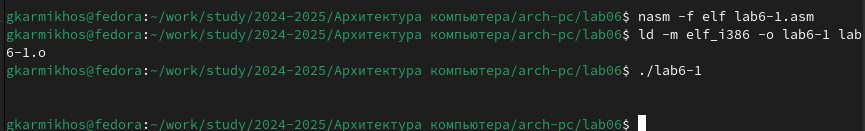 gkarmikhos@fedora:~/work/study/2024-2025/Архитектура компьютера/arch-pc/lab06$ nasm -f elf lab6-1.asm
gkarmikhos@fedora:~/work/study/2024-2025/Архитектура компьютера/arch-pc/lab06$ ld -m elf_i386 -o lab6-1 lab
6-1.o
gkarmikhos@fedora:~/work/study/2024-2025/Архитектура компьютера/arch-pc/lab06$ ./lab6-1
gkarmikhos@fedora:~/work/study/2024-2025/Архитектура компьютера/arch-pc/lab06$